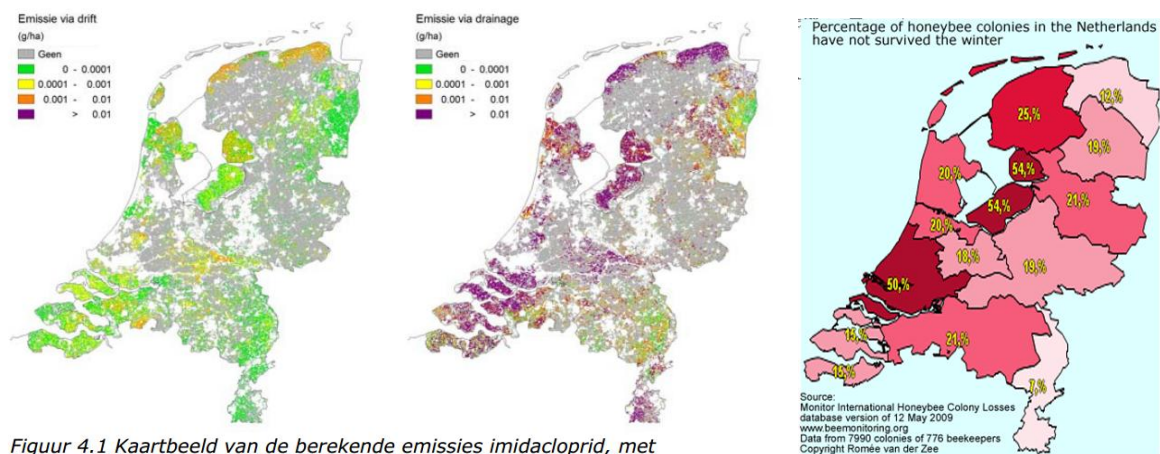 Emissie via drift
(g/ha)
Geen
0 - 0.0001
0.0001 - 0.001
0.001 - 0.01
> 0.01
Emissie via drainage
(g/ha)
Geen
0 - 0.0001
0.0001 - 0.001
0.001 - 0.01
> 0.01
Figuur 4.1 Kaartbeeld van de berekende emissies imidacloprid, met
Percentage of honeybee colonies in the Netherlands
have not survived the winter
12,%
25,%
19,%
54,%
20,%
54,%
21,%
20,%
18,%
19,%
50,%
15,%
21,%
15,%
7,%
Source:
Monitor International Honeybee Colony Losses
database version of 12 May 2009
www.beemonitoring.org
Data from 7990 colonies of 776 beekeepers
Copyright Romée van der Zee